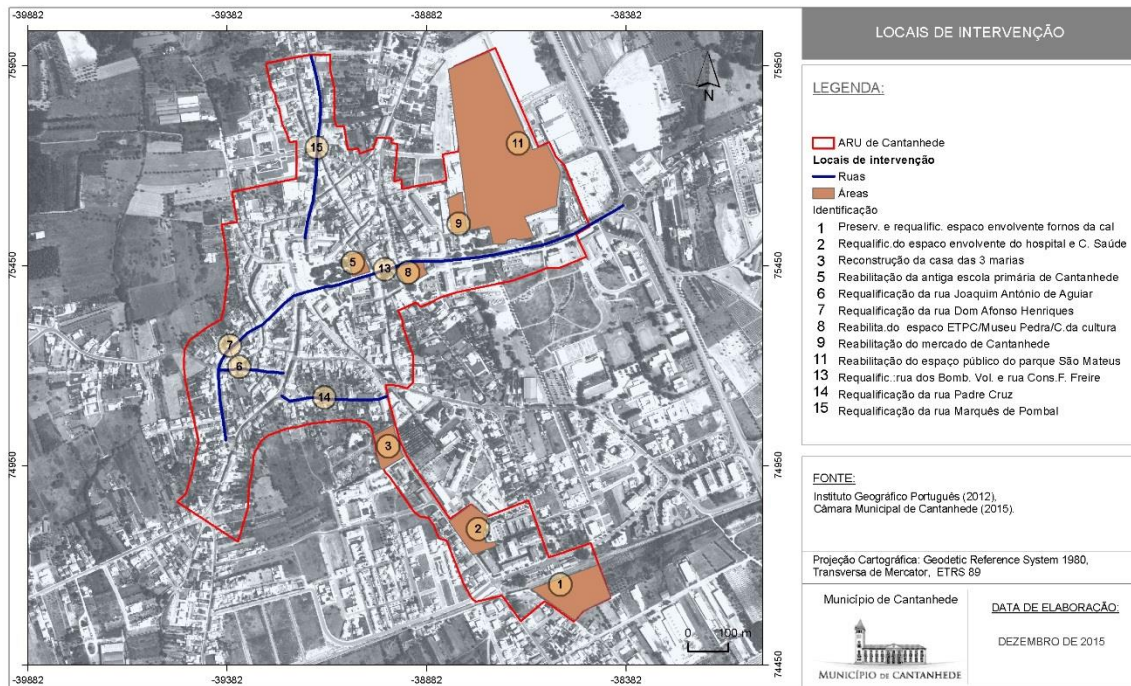 -39882 -39382 -38882 -38382
75950 75950
75450 75450
74950 74950
74450
-39882 -39382 -38882 -38382
N
11
15
9
5
13
8
7
6
14
3
2
1
0 100 m
LOCAIS DE INTERVENÇÃO
LEGENDA:
ARU de Cantanhede
Locais de intervenção
Ruas
Áreas
Identificação
1 Preserv. e requalific. espaço envolvente fornos da cal
2 Requalific.do espaço envolvente do hospital e C. Saúde
3 Reconstrução da casa das 3 marias
5 Reabilitação da antiga escola primária de Cantanhede
6 Requalificação da rua Joaquim António de Aguiar
7 Requalificação da rua Dom Afonso Henriques
8 Reabilita.do espaço ETPC/Museu Pedra/C.da cultura
9 Reabilitação do mercado de Cantanhede
11 Reabilitação do espaço público do parque São Mateus
13 Requalific.:rua dos Bomb. Vol. e rua Cons.F. Freire
14 Requalificação da rua Padre Cruz
15 Requalificação da rua Marquês de Pombal
FONTE:
Instituto Geográfico Português (2012),
Câmara Municipal de Cantanhede (2015).
Projeção Cartográfica: Geodetic Reference System 1980,
Transversa de Mercator, ETRS 89
Município de Cantanhede
MUNICÍPIO DE CANTANHEDE
DATA DE ELABORAÇÃO:
DEZEMBRO DE 2015